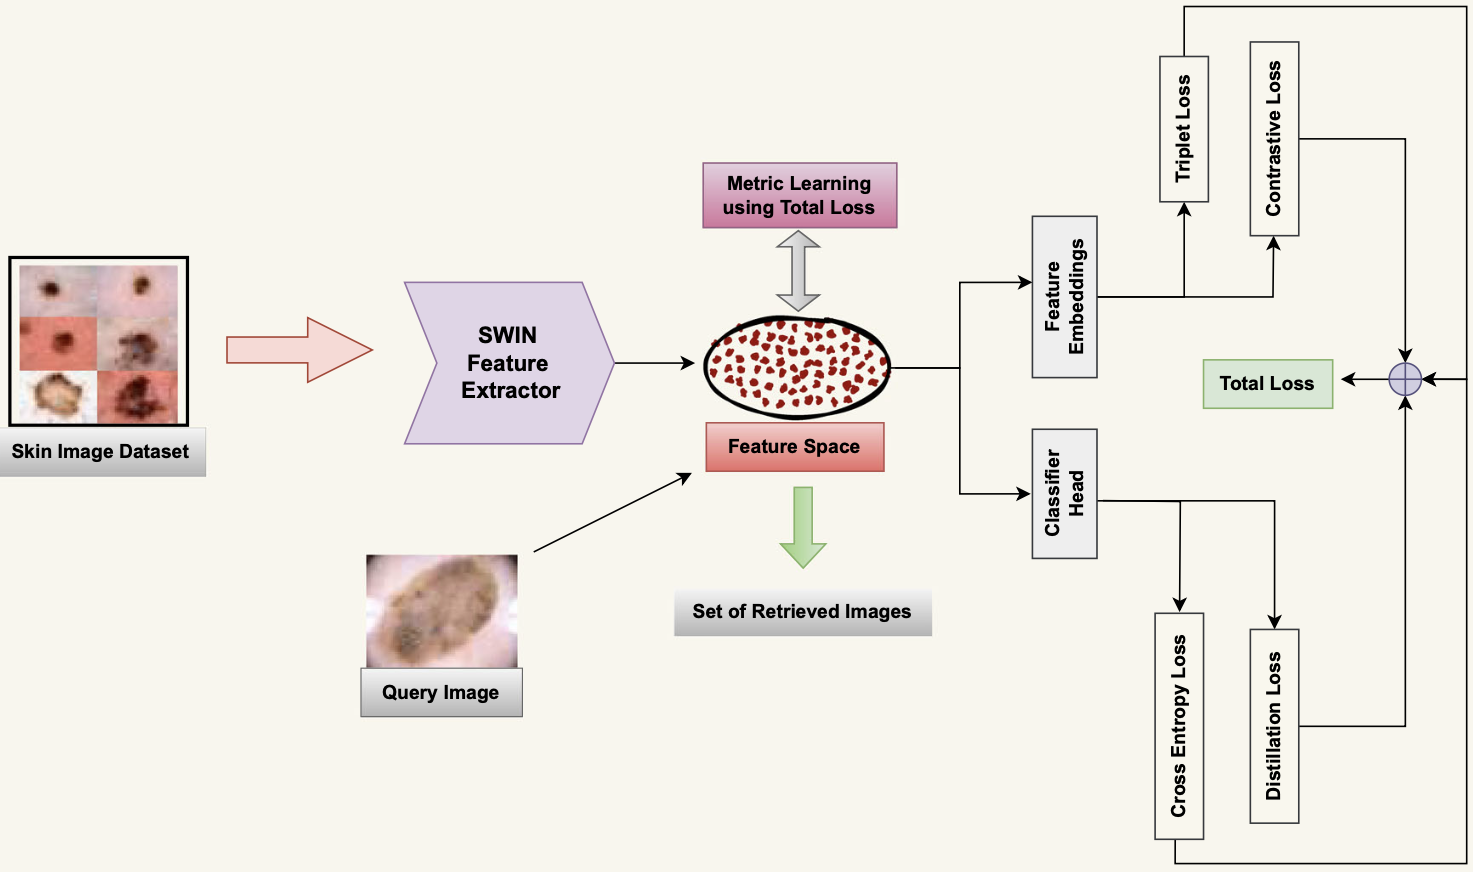 Skin Image Dataset
SWIN
Feature
Extractor
Query Image
Metric Learning
using Total Loss
Feature Space
Set of Retrieved Images
Feature
Embeddings
Classifier
Head
Triplet Loss
Contrastive Loss
Total Loss
Cross Entropy Loss
Distillation Loss